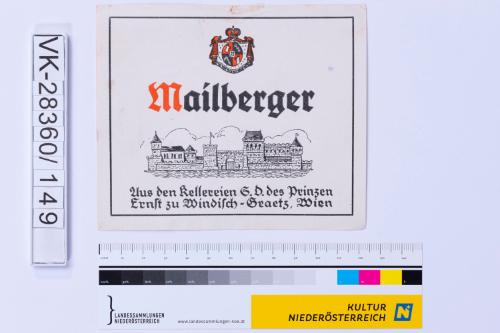 VK-28360/149
Mailberger
Aus den Kellereien S. D. des Prinzen
Ernst zu Windisch-Graetz, Wien
LANDESSAMMLUNGEN
NIEDERÖSTERREICH
www.landessammlungen-noe.at
KULTUR
NIEDERÖSTERREICH
N